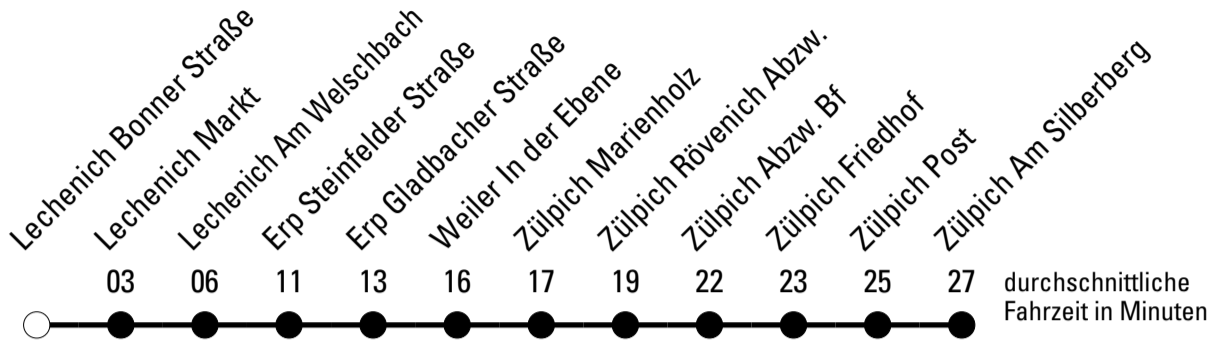 Lechenich Bonner Straße
Lechenich Markt
Lechenich Am Welschbach
Erp Steinfelder Straße
Erp Gladbacher Straße
Weiler In der Ebene
Zülpich Marienholz
Zülpich Rövenich Abzw.
Zülpich Abzw. Bf
Zülpich Friedhof
Zülpich Post
Zülpich Am Silberberg
03 06 11 13 16 17 19 22 23 25 27
durchschnittliche
Fahrzeit in Minuten